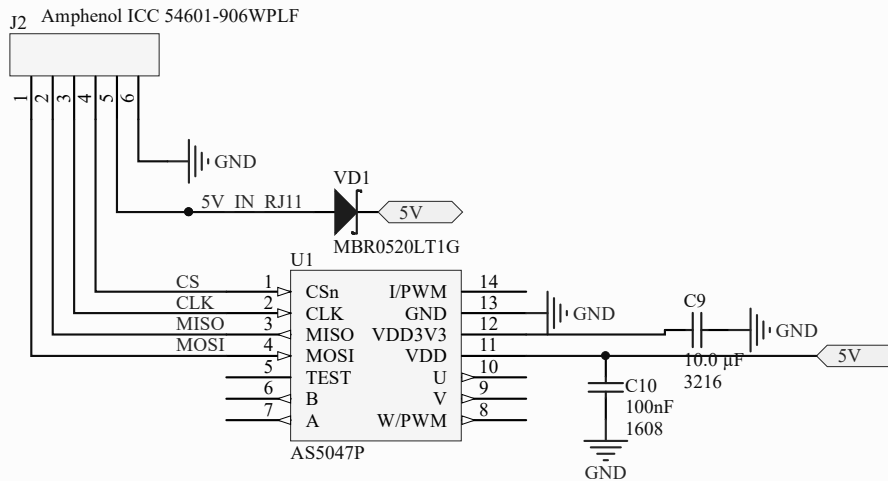 J2 Amphenol ICC 54601-906WPLF
1 2 3 4 5 6
GND
VD1
5V_IN_RJ11
5V
MBR0520LT1G
U1
CS 1 CSn I/PWM 14
CLK 2 CLK GND 13 GND
MISO 3 MISO VDD3V3 12
MOSI 4 MOSI VDD 11
5 TEST U 10
6 B V 9
7 A W/PWM 8
AS5047P
C9
GND
10.0 µF
3216
5V
C10
100nF
1608
GND